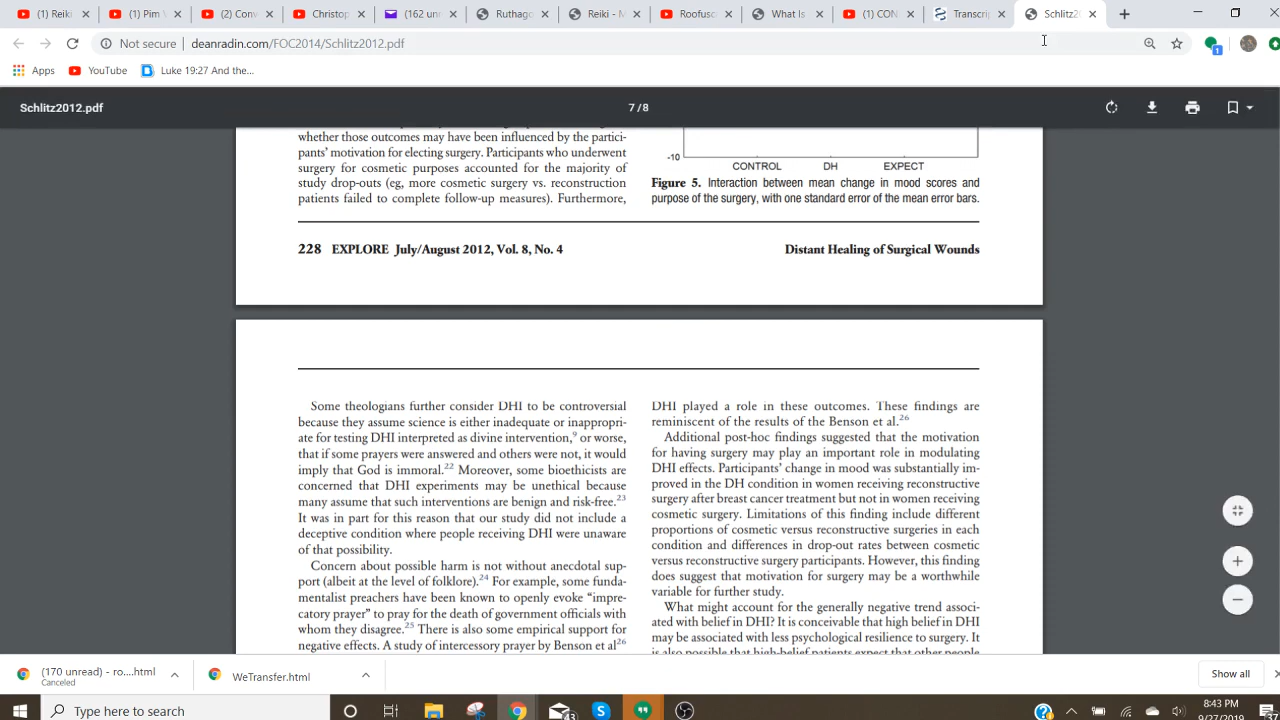 (1) Reiki
(1) Pim
(2) Conv
Christop
(162 un
Ruthago
Reiki - M
Roofusc
What Is
(1) CON
Transcrip
Schlitz2
Not secure
deanradin.com/FOC2014/Schlitz2012.pdf
Apps
YouTube
Luke 19:27 And the...
Schlitz2012.pdf
7/8
whether those outcomes may have been influenced by the partici-
pants' motivation for electing surgery. Participants who underwent
surgery for cosmetic purposes accounted for the majority of
study drop-outs (eg, more cosmetic surgery vs. reconstruction
patients failed to complete follow-up measures). Furthermore,
-10
CONTROL DH EXPECT
Figure 5. Interaction between mean change in mood scores and
purpose of the surgery, with one standard error of the mean error bars.
228 EXPLORE July/August 2012, Vol. 8, No. 4
Distant Healing of Surgical Wounds
Some theologians further consider DHI to be controversial
because they assume science is either inadequate or inappropri-
ate for testing DHI interpreted as divine intervention,9 or worse,
that if some prayers were answered and others were not, it would
imply that God is immoral.22 Moreover, some bioethicists are
concerned that DHI experiments may be unethical because
many assume that such interventions are benign and risk-free.23
It was in part for this reason that our study did not include a
deceptive condition where people receiving DHI were unaware
of that possibility.
Concern about possible harm is not without anecdotal sup-
port (albeit at the level of folklore).24 For example, some funda-
mentalist preachers have been known to openly evoke “impre-
catory prayer” to pray for the death of government officials with
whom they disagree.25 There is also some empirical support for
negative effects. A study of intercessory prayer by Benson et al26
DHI played a role in these outcomes. These findings are
reminiscent of the results of the Benson et al.26
Additional post-hoc findings suggested that the motivation
for having surgery may play an important role in modulating
DHI effects. Participants' change in mood was substantially im-
proved in the DH condition in women receiving reconstructive
surgery after breast cancer treatment but not in women receiving
cosmetic surgery. Limitations of this finding include different
proportions of cosmetic versus reconstructive surgeries in each
condition and differences in drop-out rates between cosmetic
versus reconstructive surgery participants. However, this finding
does suggest that motivation for surgery may be a worthwhile
variable for further study.
What might account for the generally negative trend associ-
ated with belief in DHI? It is conceivable that high belief in DHI
may be associated with less psychological resilience to surgery. It
is also possible that high-belief patients expect that other people
(170 unread) - ro....html
Canceled
WeTransfer.html
Show all
Type here to search
43
8:43 PM
9/27/2019